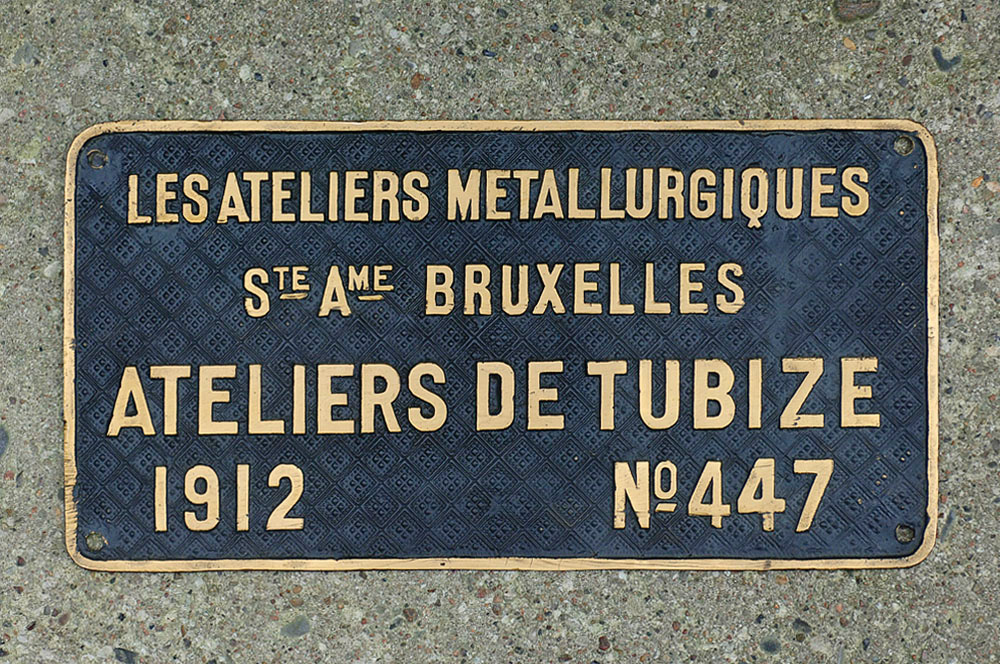 LES ATELIERS METALLURGIQUES
STE AME BRUXELLES
ATELIERS DE TUBIZE
1912 No 447